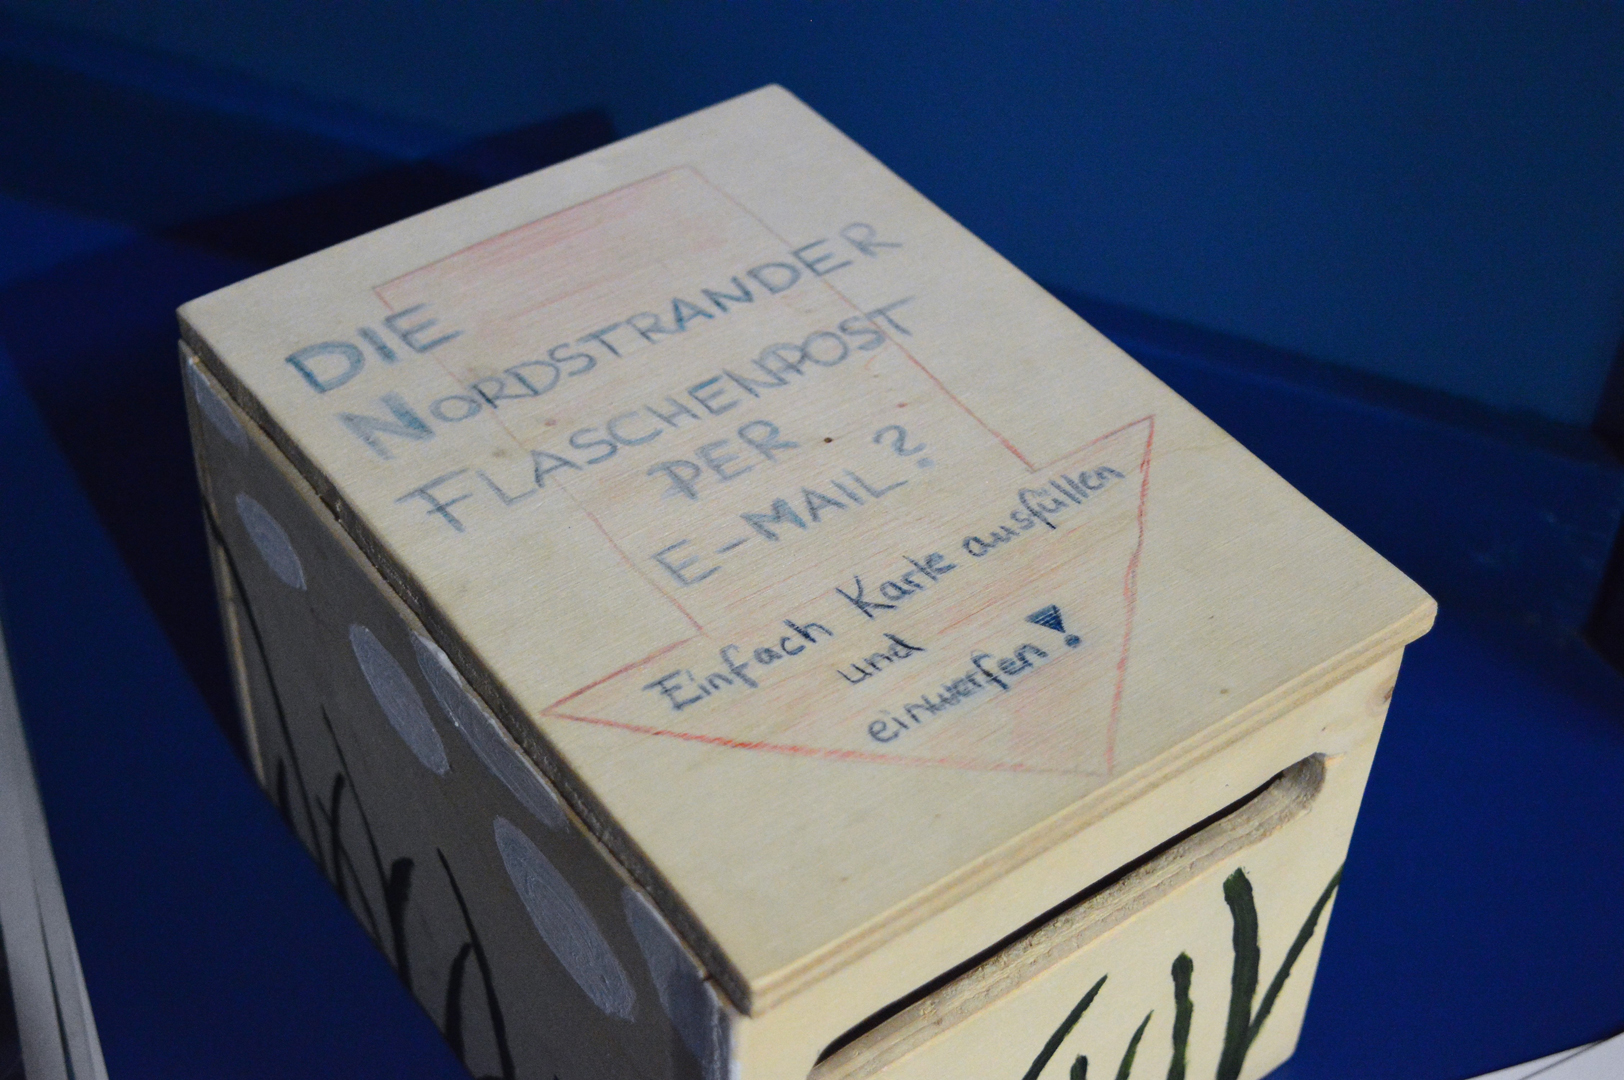 DIE
NORDSTRANDER
FLASCHENPOST
PER
E-MAIL?
Einfach Karte ausfüllen
und
einwerfen!